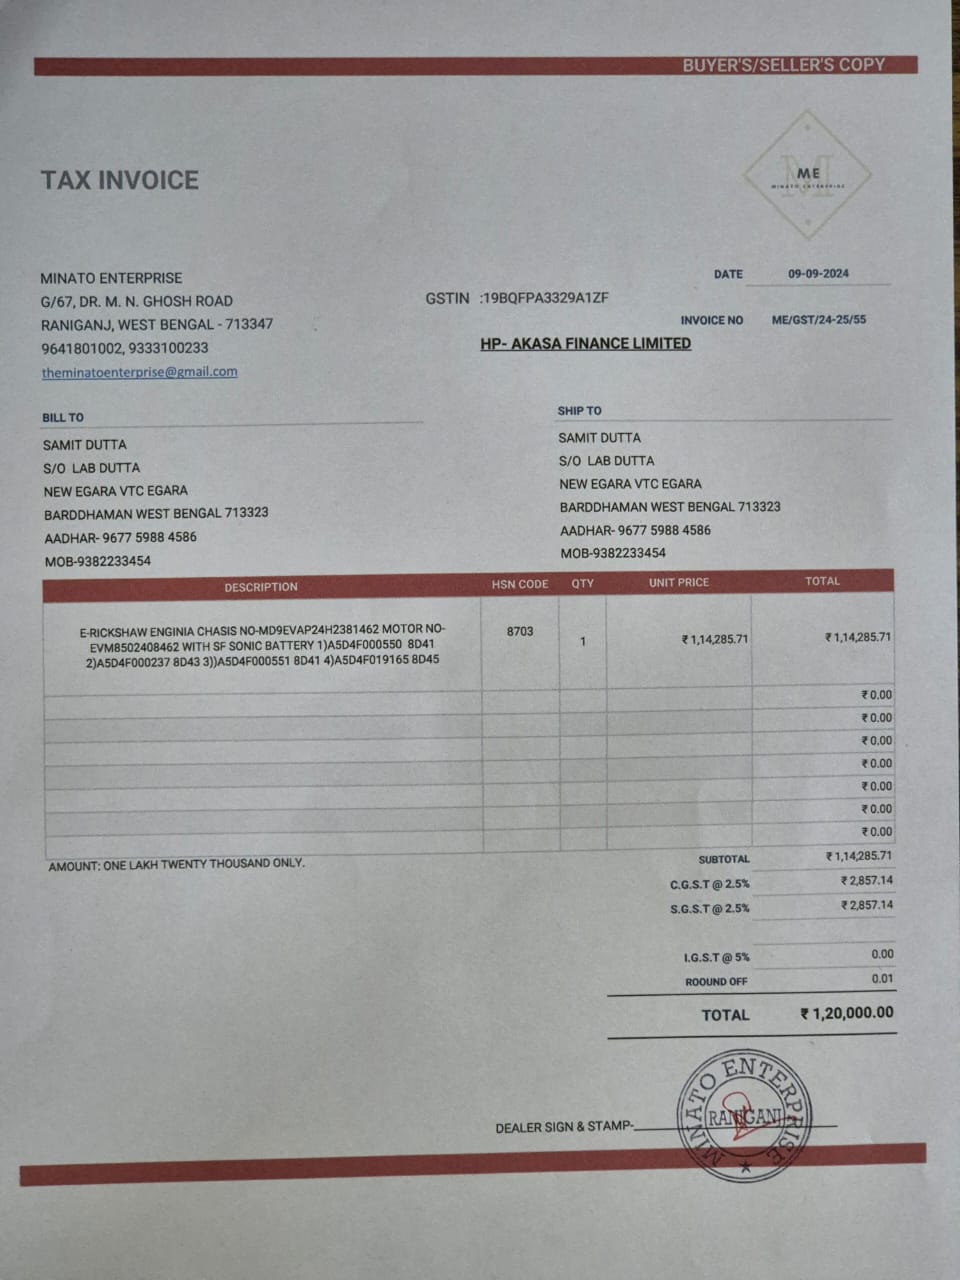 BUYER'S/SELLER'S COPY
ME
MINATO ENTERPRISE
TAX INVOICE
MINATO ENTERPRISE
G/67, DR. M. N. GHOSH ROAD
RANIGANJ, WEST BENGAL - 713347
9641801002, 9333100233
theminatoenterprise@gmail.com
GSTIN :19BQFPA3329A1ZF
DATE 09-09-2024
INVOICE NO ME/GST/24-25/55
HP- AKASA FINANCE LIMITED
BILL TO
SAMIT DUTTA
S/O LAB DUTTA
NEW EGARA VTC EGARA
BARDDHAMAN WEST BENGAL 713323
AADHAR- 9677 5988 4586
MOB-9382233454
SHIP TO
SAMIT DUTTA
S/O LAB DUTTA
NEW EGARA VTC EGARA
BARDDHAMAN WEST BENGAL 713323
AADHAR- 9677 5988 4586
MOB-9382233454
DESCRIPTION HSN CODE QTY UNIT PRICE TOTAL
E-RICKSHAW ENGINIA CHASIS NO-MD9EVAP24H2381462 MOTOR NO-
EVM8502408462 WITH SF SONIC BATTERY 1)A5D4F000550 8D41
2)A5D4F000237 8D43 3))A5D4F000551 8D41 4)A5D4F019165 8D45
8703 1 ₹ 1,14,285.71 ₹ 1,14,285.71
₹ 0.00
₹ 0.00
₹ 0.00
₹ 0.00
₹ 0.00
₹ 0.00
₹ 0.00
AMOUNT: ONE LAKH TWENTY THOUSAND ONLY.
SUBTOTAL ₹ 1,14,285.71
C.G.S.T @ 2.5% ₹ 2,857.14
S.G.S.T @ 2.5% ₹ 2,857.14
I.G.S.T @ 5% 0.00
ROOUND OFF 0.01
TOTAL ₹ 1,20,000.00
DEALER SIGN & STAMP-
MINATO ENTERPRISE
RANIGANJ